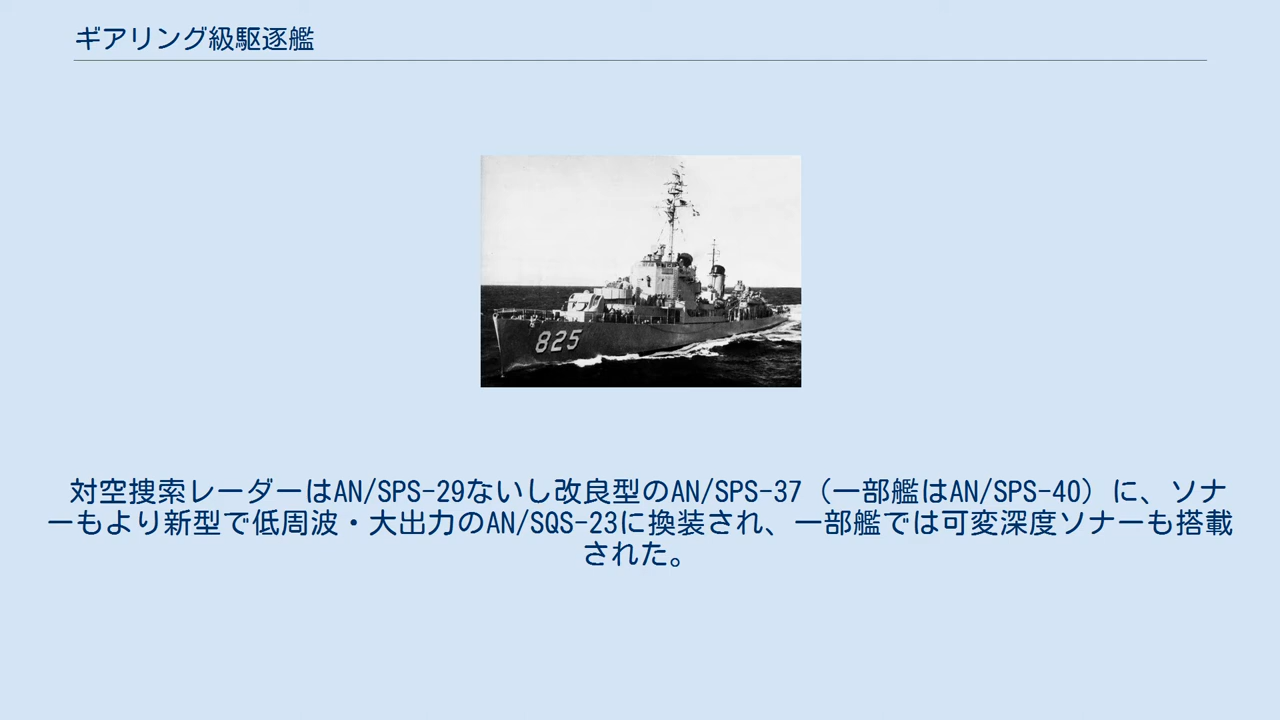 ギアリング級駆逐艦
825
対空捜索レーダーはAN/SPS-29ないし改良型のAN/SPS-37（一部艦はAN/SPS-40）に、ソナ
ーもより新型で低周波・大出力のAN/SQS-23に換装され、一部艦では可変深度ソナーも搭載
された。